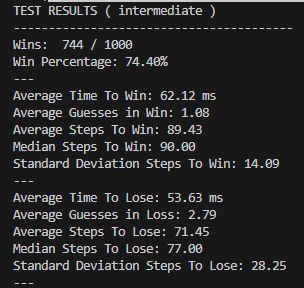 TEST RESULTS ( intermediate )
----------------------------------------
Wins:  744 / 1000
Win Percentage: 74.40%
---
Average Time To Win: 62.12 ms
Average Guesses in Win: 1.08
Average Steps To Win: 89.43
Median Steps To Win: 90.00
Standard Deviation Steps To Win: 14.09
---
Average Time To Lose: 53.63 ms
Average Guesses in Loss: 2.79
Average Steps To Lose: 71.45
Median Steps To Lose: 77.00
Standard Deviation Steps To Lose: 28.25
---